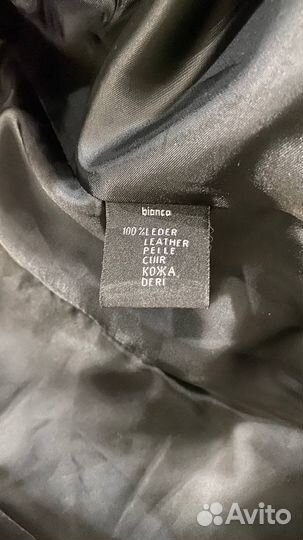 bianca
100%LEDER
LEATHER
PELLE
CUIR
КОЖА
DERI
Avito